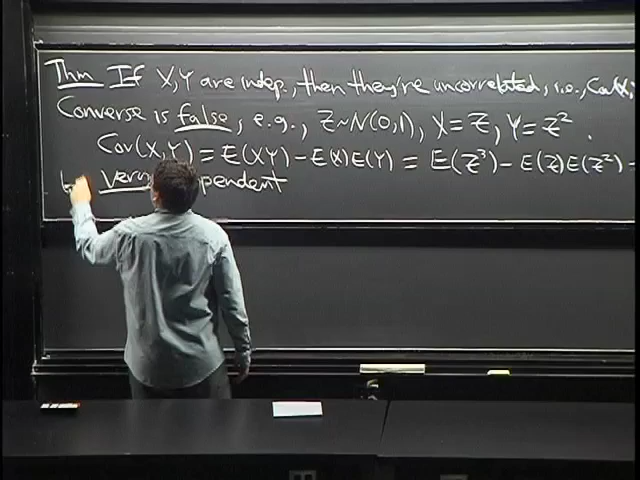 Thm If X,Y are indep., then they're uncorrelated, i.e., Cov(X,
Converse is false, e.g., Z~N(0,1), X=Z, Y=Z².
Cov(X,Y) = E(XY) - E(X)E(Y) = E(Z³) - E(Z)E(Z²) =
very pendent